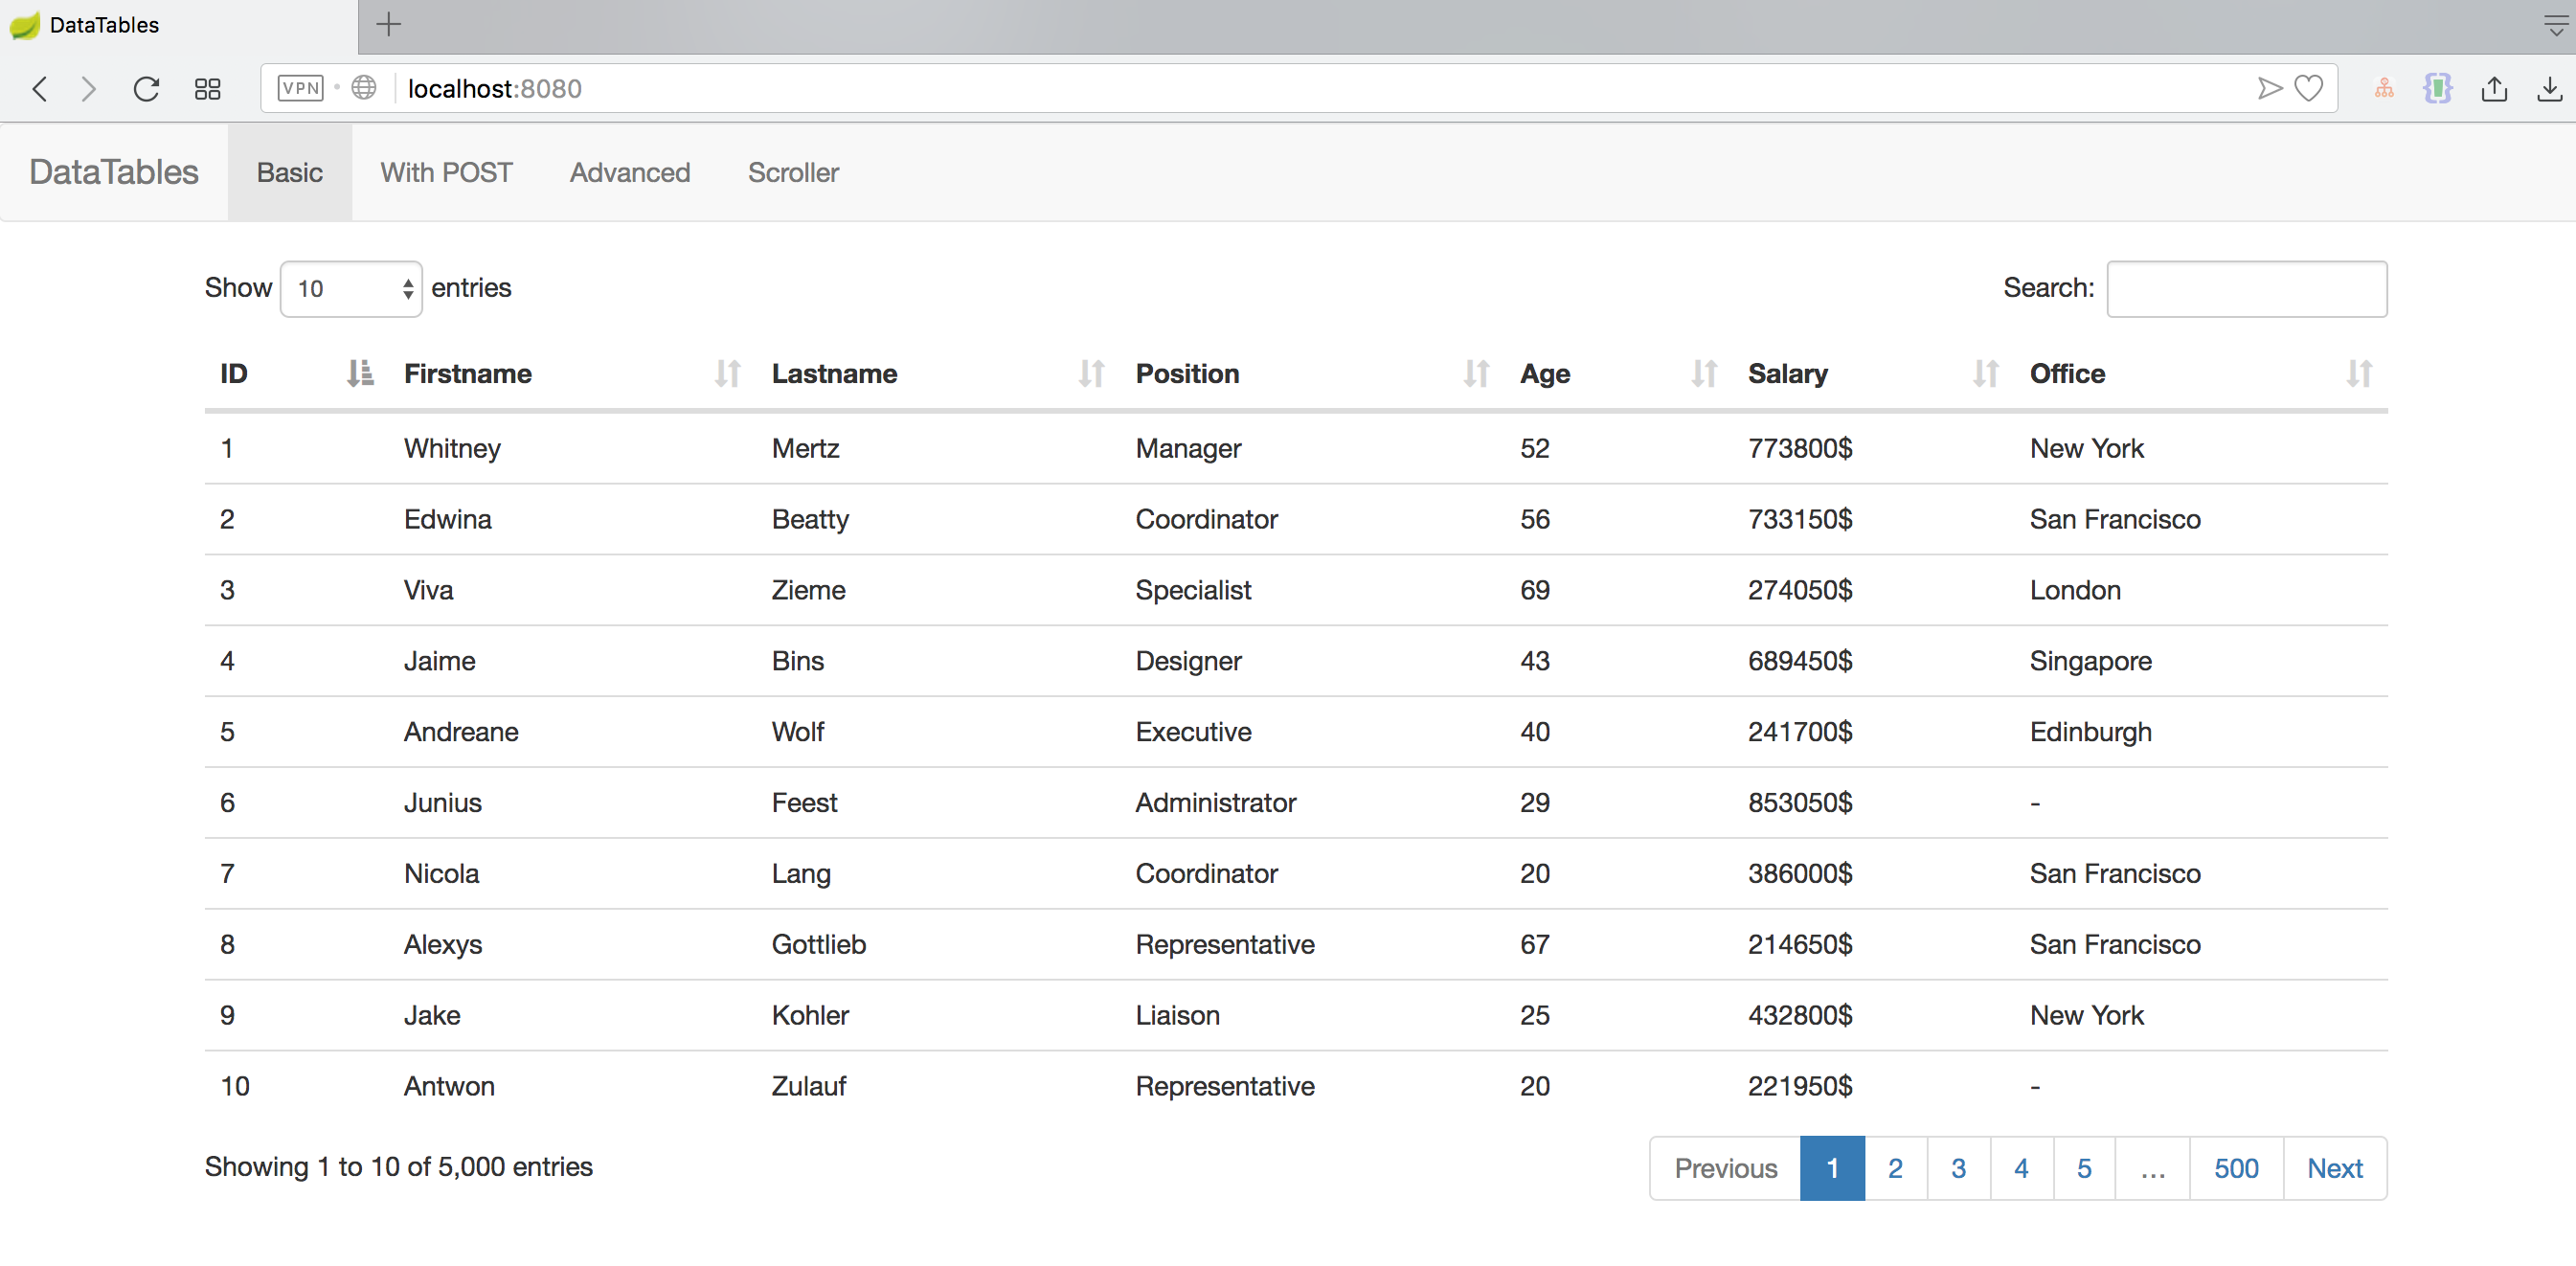 DataTables
VPN localhost:8080
DataTables Basic With POST Advanced Scroller
Show 10 entries Search:
ID Firstname Lastname Position Age Salary Office
1 Whitney Mertz Manager 52 773800$ New York
2 Edwina Beatty Coordinator 56 733150$ San Francisco
3 Viva Zieme Specialist 69 274050$ London
4 Jaime Bins Designer 43 689450$ Singapore
5 Andreane Wolf Executive 40 241700$ Edinburgh
6 Junius Feest Administrator 29 853050$ -
7 Nicola Lang Coordinator 20 386000$ San Francisco
8 Alexys Gottlieb Representative 67 214650$ San Francisco
9 Jake Kohler Liaison 25 432800$ New York
10 Antwon Zulauf Representative 20 221950$ -
Showing 1 to 10 of 5,000 entries Previous 1 2 3 4 5 ... 500 Next